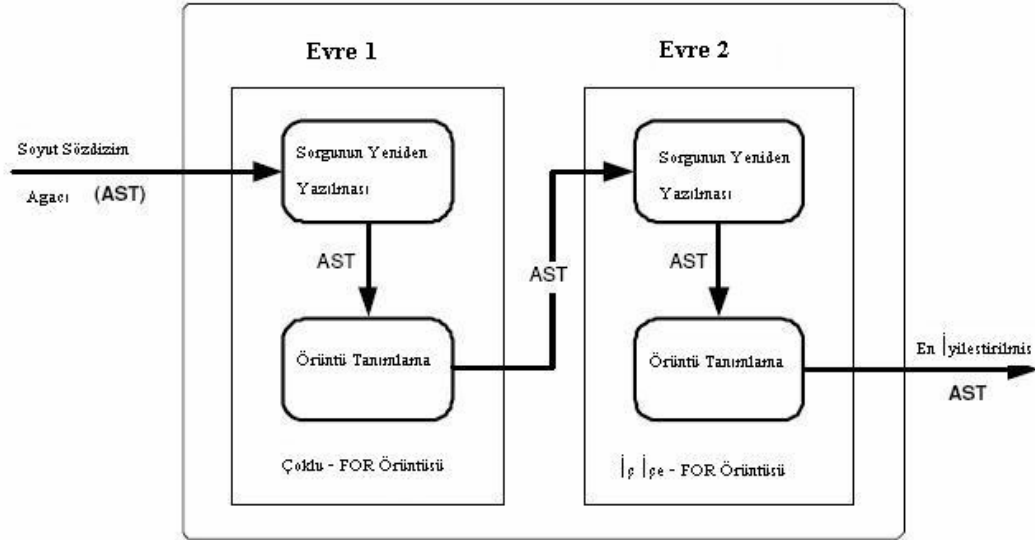 Evre 1
Evre 2
Soyut Sözdizim
Agacı (AST)
Sorgunun Yeniden
Yazılması
AST
Örüntü Tanımlama
Çoklu - FOR Örüntüsü
AST
Sorgunun Yeniden
Yazılması
AST
Örüntü Tanımlama
İç İçe - FOR Örüntüsü
En İyilestirilmis
AST